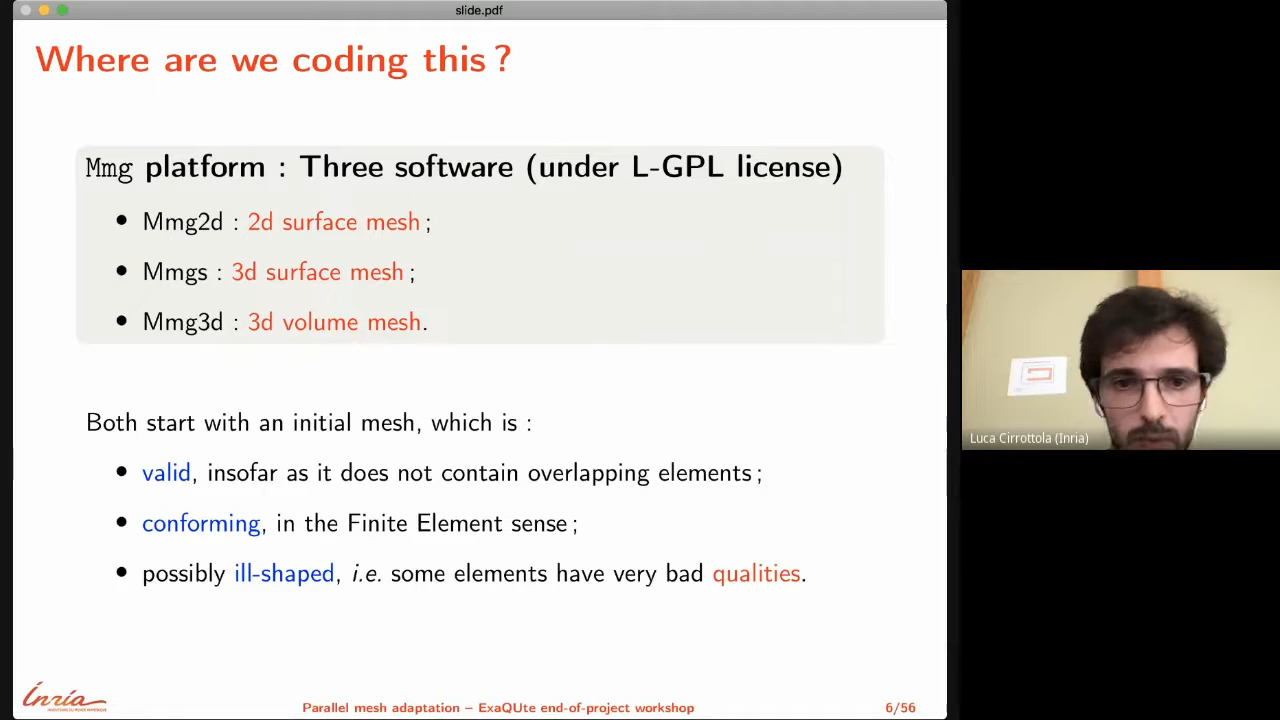 slide.pdf
Where are we coding this ?
Mmg platform : Three software (under L-GPL license)
• Mmg2d : 2d surface mesh ;
• Mmgs : 3d surface mesh ;
• Mmg3d : 3d volume mesh.
Both start with an initial mesh, which is :
• valid, insofar as it does not contain overlapping elements ;
• conforming, in the Finite Element sense ;
• possibly ill-shaped, i.e. some elements have very bad qualities.
Luca Cirrottola (Inria)
Inria
Parallel mesh adaptation – ExaQUte end-of-project workshop
6/56